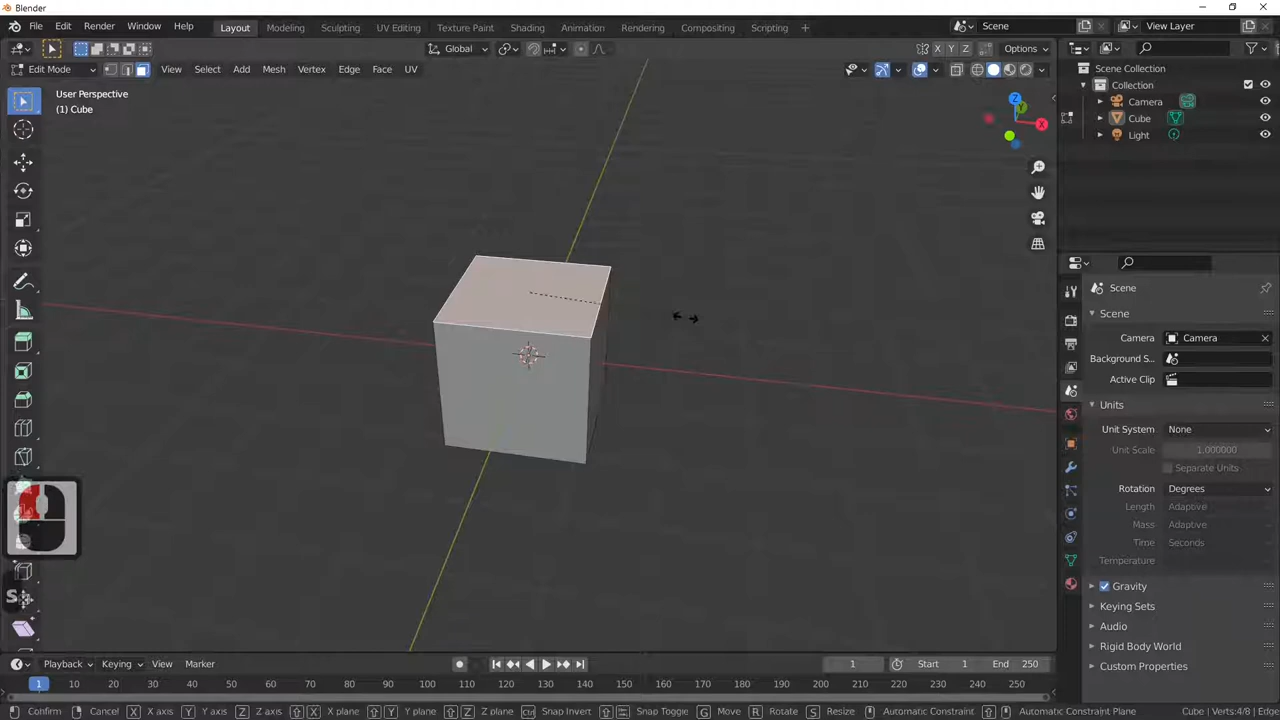 Blender
File Edit Render Window Help Layout Modeling Sculpting UV Editing Texture Paint Shading Animation Rendering Compositing Scripting + Scene View Layer
Global X Y Z Options
Edit Mode View Select Add Mesh Vertex Edge Face UV
Scene Collection
Collection
Camera
Cube
Light
User Perspective
(1) Cube
Z
Y
X
Scene
Scene
Camera Camera
Background S...
Active Clip
Units
Unit System None
Unit Scale 1.000000
Separate Units
Rotation Degrees
Length Adaptive
Mass Adaptive
Time Seconds
Temperature
Gravity
Keying Sets
Audio
Rigid Body World
Custom Properties
S
Playback Keying View Marker 1 Start 1 End 250
1 10 20 30 40 50 60 70 80 90 100 110 120 130 140 150 160 170 180 190 200 210 220 230 240 250
Confirm Cancel X X axis Y Y axis Z Z axis X X plane Y Y plane Z Z plane Snap Invert Snap Toggle G Move R Rotate S Resize Automatic Constraint Automatic Constraint Plane Cube | Verts:4/8 | Edge